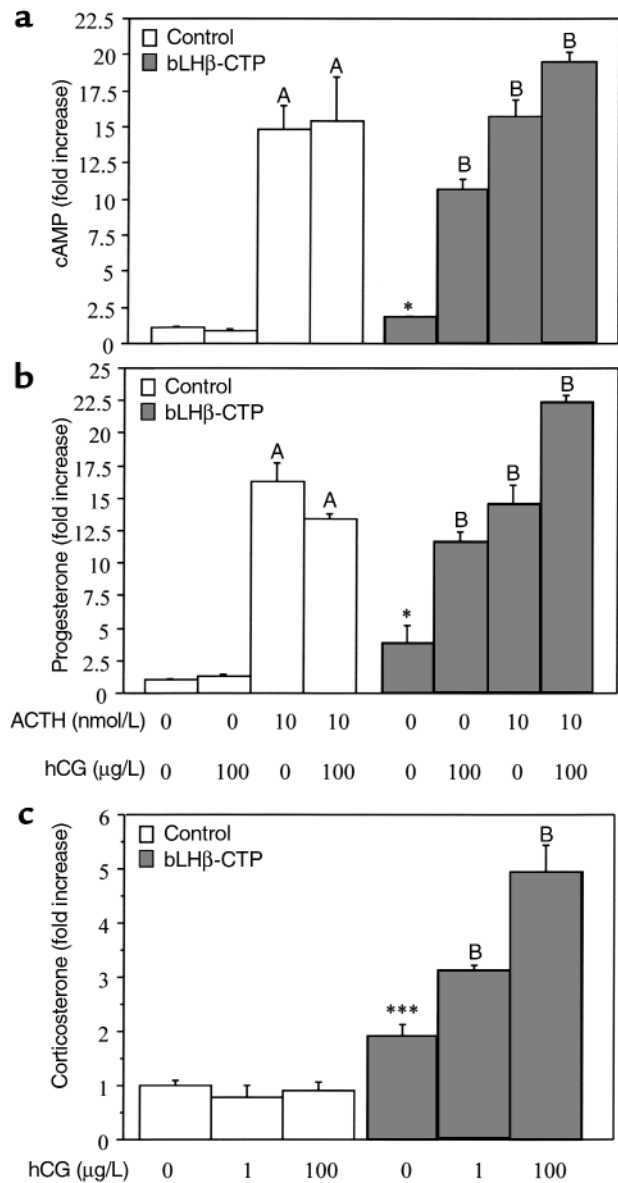 a
22.5
20
17.5
15
12.5
10
7.5
5
2.5
0
cAMP (fold increase)
Control
bLHβ-CTP
A
A
*
B
B
B
b
25
22.5
20
17.5
15
12.5
10
7.5
5
2.5
0
Progesterone (fold increase)
Control
bLHβ-CTP
A
A
*
B
B
B
ACTH (nmol/L) 0 0 10 10 0 0 10 10
hCG (μg/L) 0 100 0 100 0 100 0 100
c
6
5
4
3
2
1
0
Corticosterone (fold increase)
Control
bLHβ-CTP
***
B
B
hCG (μg/L) 0 1 100 0 1 100